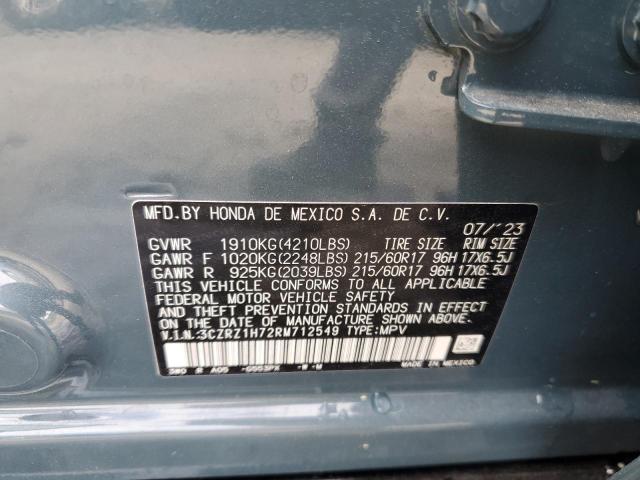 MFD.BY HONDA DE MEXICO S.A. DE C.V.
07/'23
GVWR 1910KG(4210LBS) TIRE SIZE RIM SIZE
GAWR F 1020KG(2248LBS) 215/60R17 96H 17X6.5J
GAWR R 925KG(2039LBS) 215/60R17 96H 17X6.5J
THIS VEHICLE CONFORMS TO ALL APPLICABLE
FEDERAL MOTOR VEHICLE SAFETY
AND THEFT PREVENTION STANDARDS IN EFFECT
ON THE DATE OF MANUFACTURE SHOWN ABOVE.
V.I.N.:3CZRZ1H72RM712549 TYPE:MPV